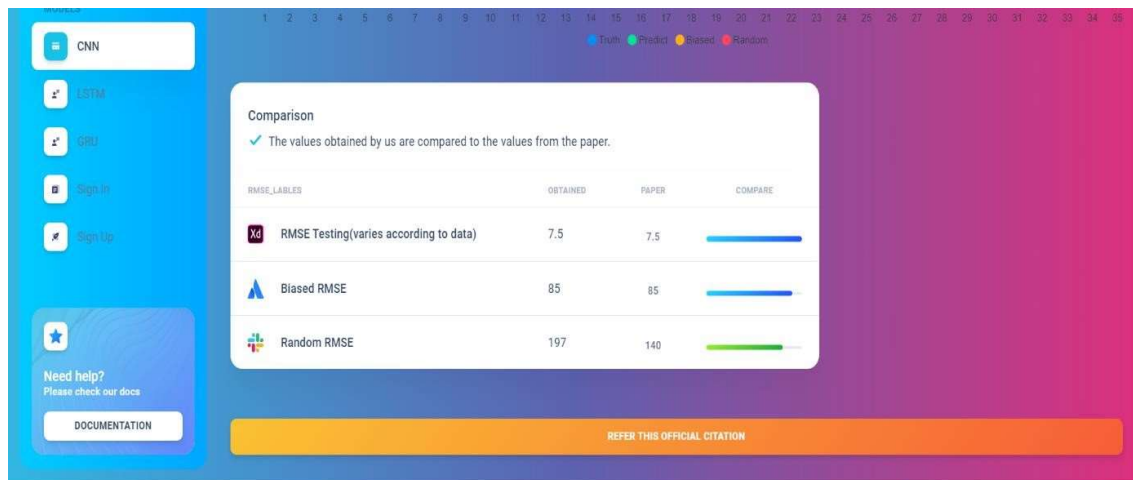 MODELS
CNN
LSTM
GRU
Sign In
Sign Up
Need help?
Please check our docs
DOCUMENTATION
1 2 3 4 5 6 7 8 9 10 11 12 13 14 15 16 17 18 19 20 21 22 23 24 25 26 27 28 29 30 31 32 33 34 35
Truth Predict Biased Random
Comparison
The values obtained by us are compared to the values from the paper.
RMSE_LABLES OBTAINED PAPER COMPARE
Xd RMSE Testing(varies according to data) 7.5 7.5
Biased RMSE 85 85
Random RMSE 197 140
REFER THIS OFFICIAL CITATION